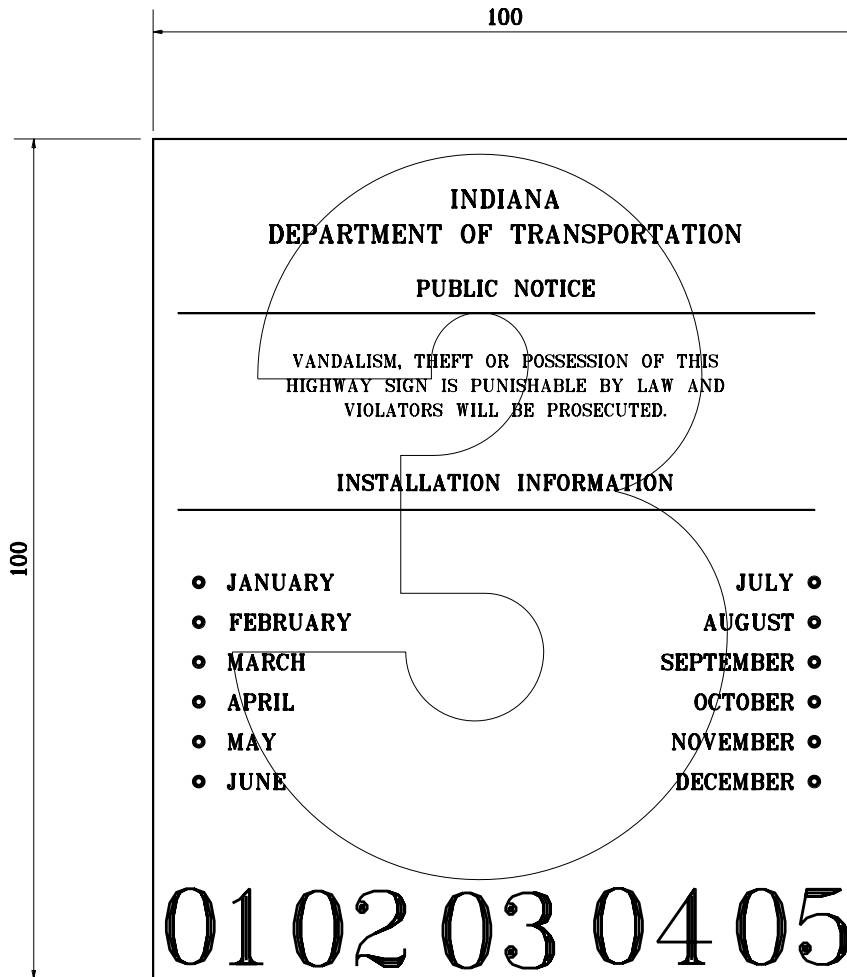 100
100
INDIANA
DEPARTMENT OF TRANSPORTATION
PUBLIC NOTICE
VANDALISM, THEFT OR POSSESSION OF THIS
HIGHWAY SIGN IS PUNISHABLE BY LAW AND
VIOLATORS WILL BE PROSECUTED.
INSTALLATION INFORMATION
JANUARY JULY
FEBRUARY AUGUST
MARCH SEPTEMBER
APRIL OCTOBER
MAY NOVEMBER
JUNE DECEMBER
3
01 02 03 04 05